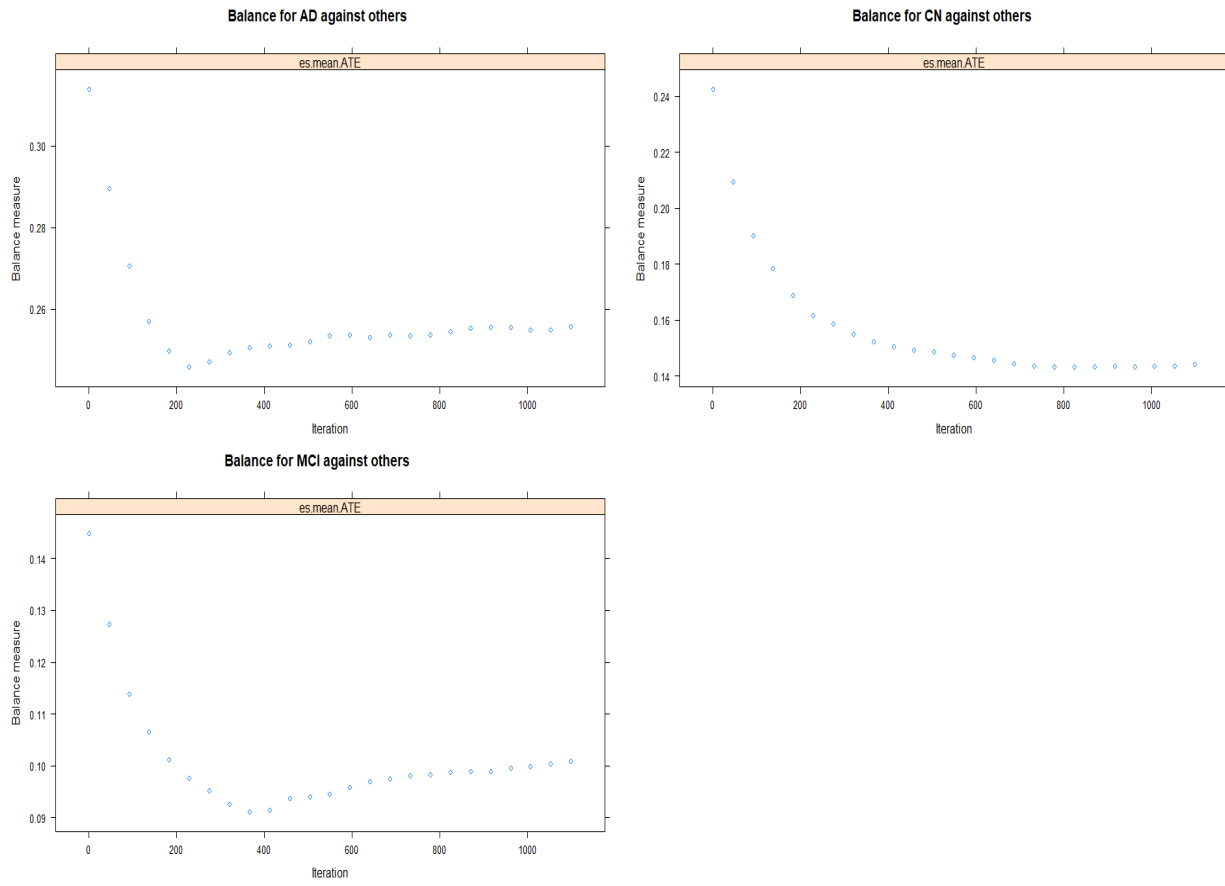 Balance for AD against others
es.mean.ATE
0.30
0.28
0.26
Balance measure
0
200
400
600
800
1000
Iteration
Balance for CN against others
es.mean.ATE
0.24
0.22
0.20
0.18
0.16
0.14
Balance measure
0
200
400
600
800
1000
Iteration
Balance for MCI against others
es.mean.ATE
0.14
0.13
0.12
0.11
0.10
0.09
Balance measure
0
200
400
600
800
1000
Iteration